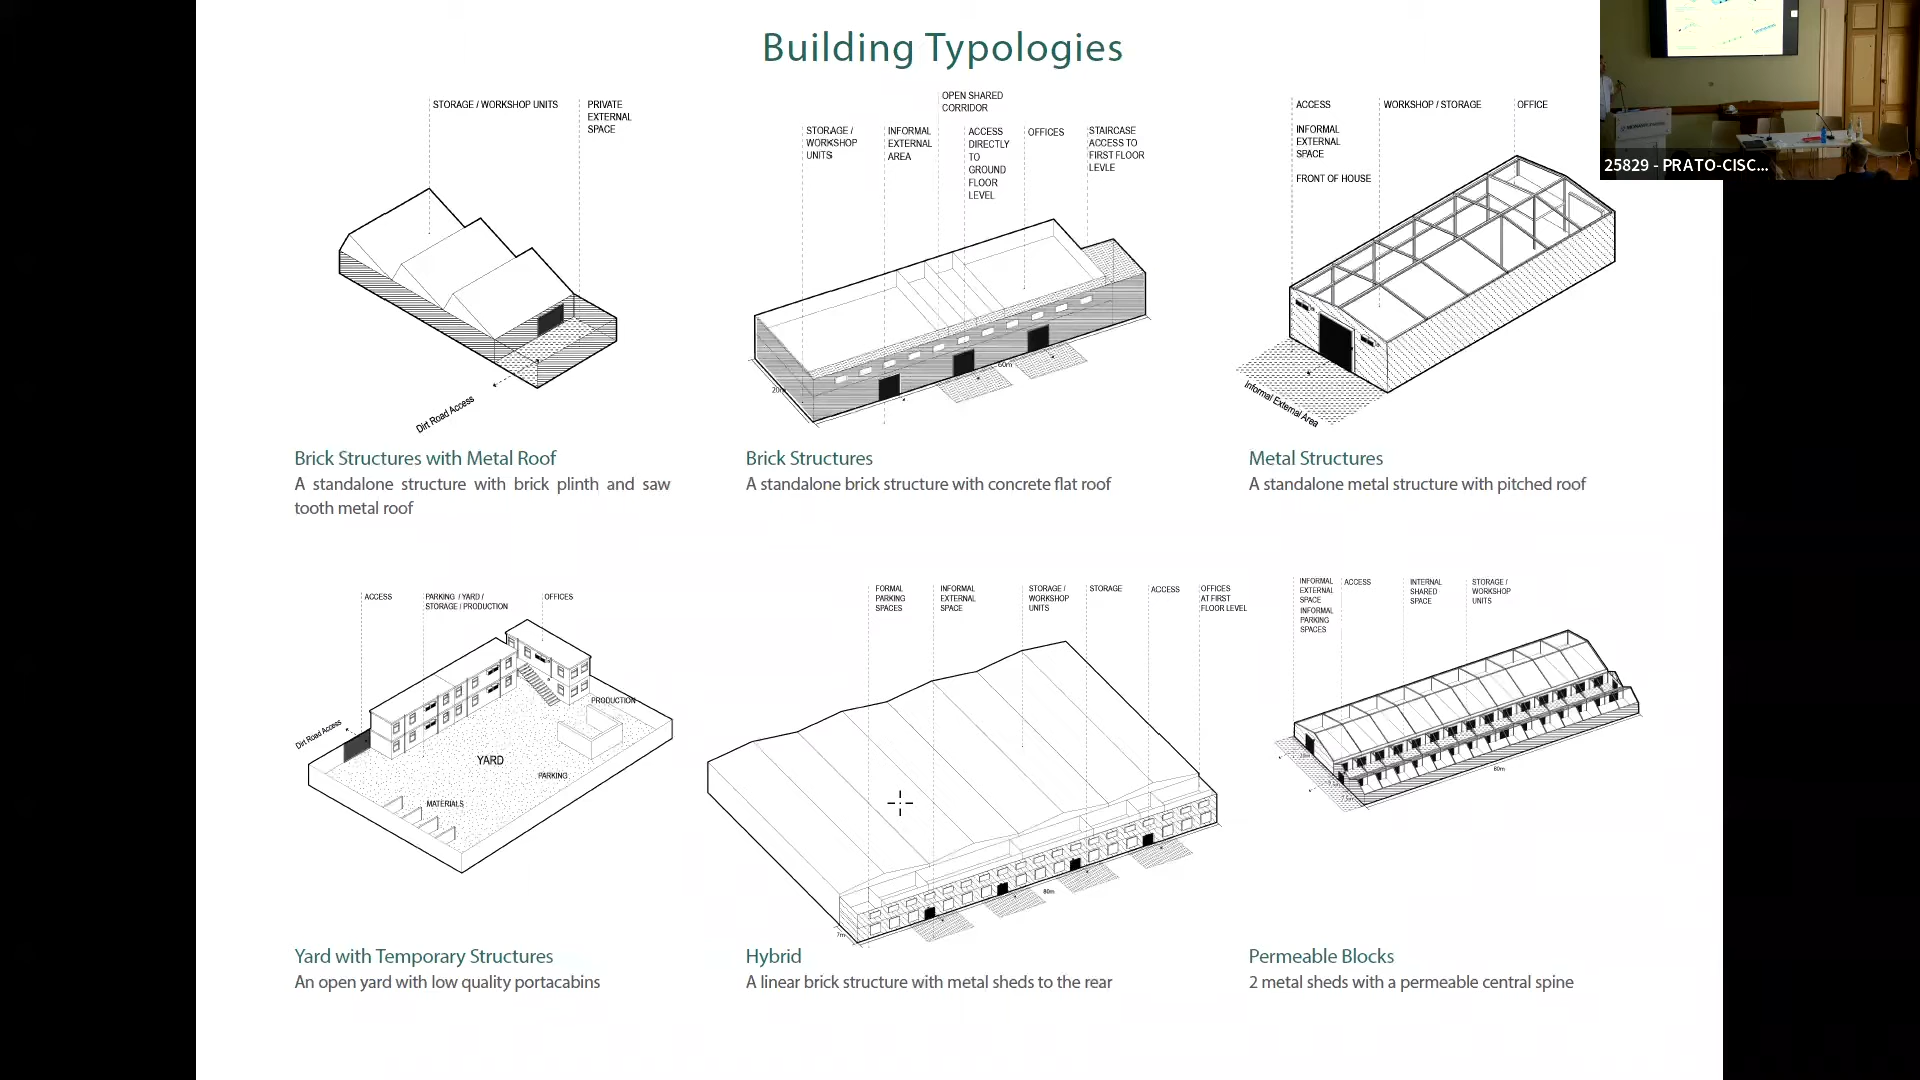 Building Typologies
STORAGE / WORKSHOP UNITS
PRIVATE
EXTERNAL
SPACE
Dirt Road Access
Brick Structures with Metal Roof
A standalone structure with brick plinth and saw
tooth metal roof
STORAGE /
WORKSHOP
UNITS
INFORMAL
EXTERNAL
AREA
OPEN SHARED
CORRIDOR
ACCESS
DIRECTLY
TO
GROUND
FLOOR
LEVEL
OFFICES
STAIRCASE
ACCESS TO
FIRST FLOOR
LEVLE
20m
60m
Brick Structures
A standalone brick structure with concrete flat roof
ACCESS
INFORMAL
EXTERNAL
SPACE
FRONT OF HOUSE
WORKSHOP / STORAGE
OFFICE
Informal External Area
Metal Structures
A standalone metal structure with pitched roof
25829 - PRATO-CISC...
ACCESS
PARKING / YARD /
STORAGE / PRODUCTION
OFFICES
Dirt Road Access
PRODUCTION
YARD
PARKING
MATERIALS
Yard with Temporary Structures
An open yard with low quality portacabins
FORMAL
PARKING
SPACES
INFORMAL
EXTERNAL
SPACE
STORAGE /
WORKSHOP
UNITS
STORAGE
ACCESS
OFFICES
AT FIRST
FLOOR LEVEL
7m
80m
Hybrid
A linear brick structure with metal sheds to the rear
INFORMAL
EXTERNAL
SPACE
INFORMAL
PARKING
SPACES
ACCESS
INTERNAL
SHARED
SPACE
STORAGE /
WORKSHOP
UNITS
60m
Permeable Blocks
2 metal sheds with a permeable central spine